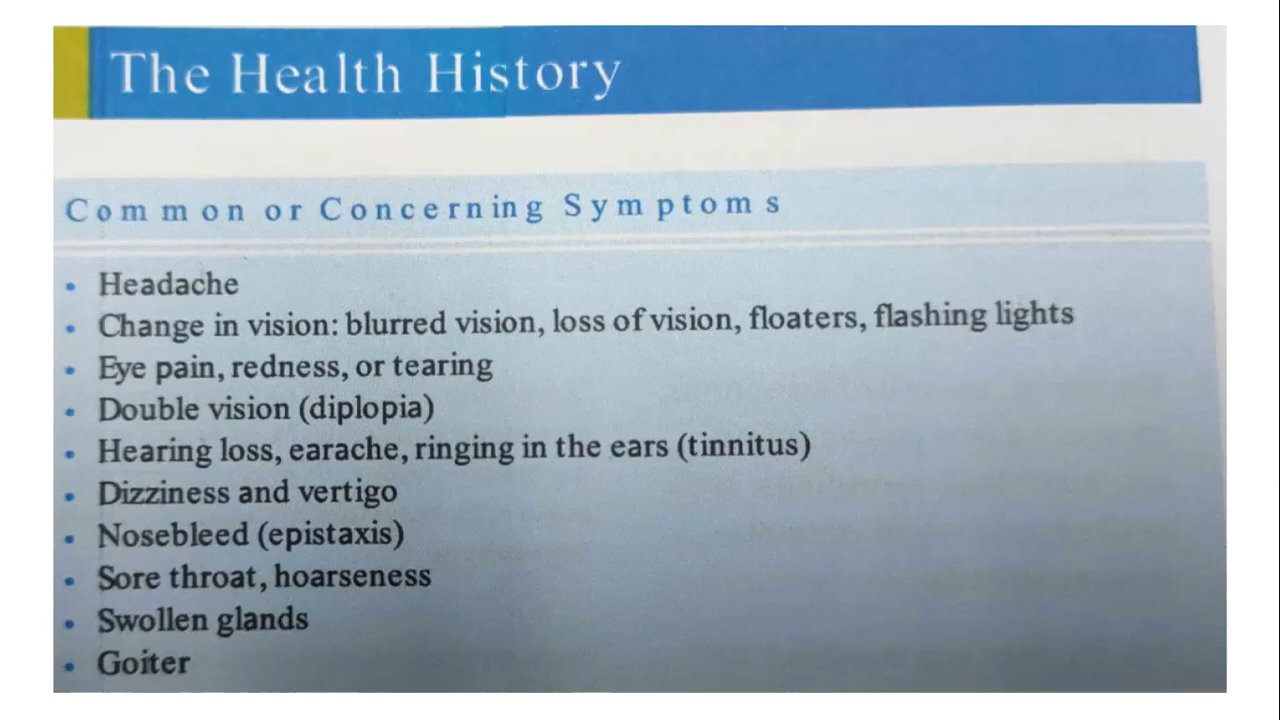 The Health History
Common or Concerning Symptoms
• Headache
• Change in vision: blurred vision, loss of vision, floaters, flashing lights
• Eye pain, redness, or tearing
• Double vision (diplopia)
• Hearing loss, earache, ringing in the ears (tinnitus)
• Dizziness and vertigo
• Nosebleed (epistaxis)
• Sore throat, hoarseness
• Swollen glands
• Goiter